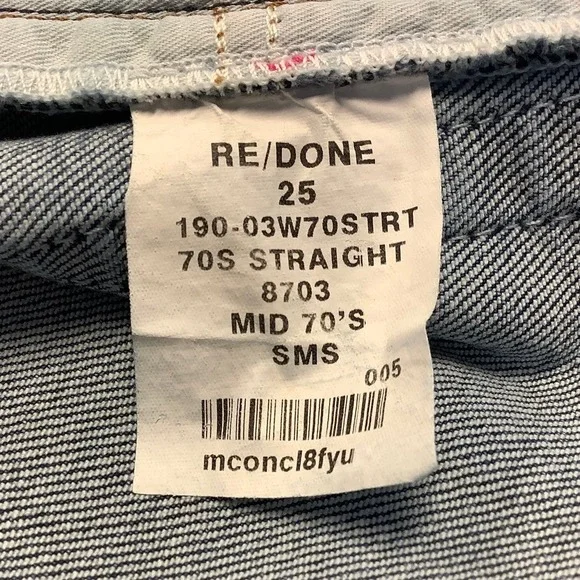 RE/DONE
25
190-03W70STRT
70S STRAIGHT
8703
MID 70'S
SMS
005
mconcl8fyu